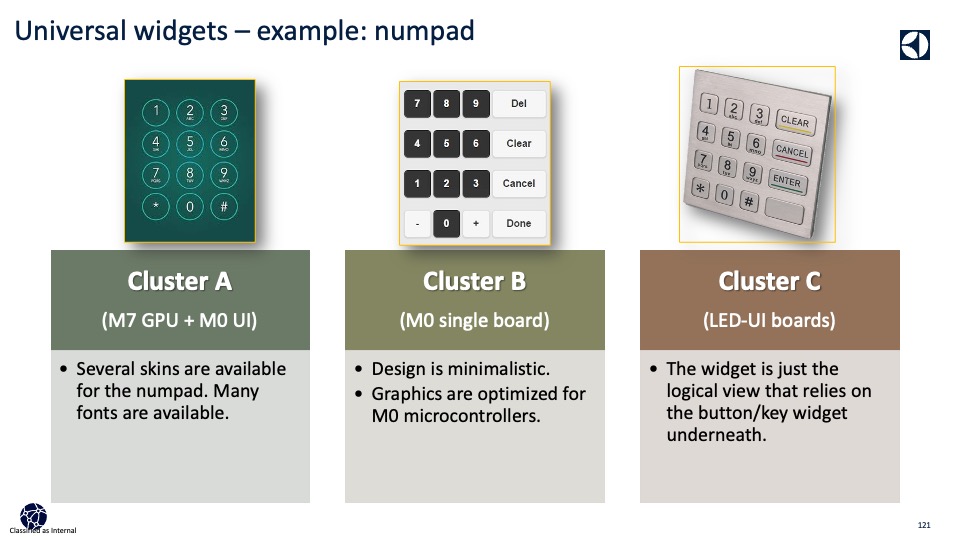 Universal widgets – example: numpad
1 2 3
ABC DEF
4 5 6
GHI JKL MNO
7 8 9
PQRS TUV WXYZ
* 0 #
7 8 9 Del
4 5 6 Clear
1 2 3 Cancel
- 0 + Done
1 2 3 CLEAR
abc def
4 5 6 CANCEL
7 8 9 ENTER
* 0 #
Cluster A
(M7 GPU + M0 UI)
• Several skins are available
for the numpad. Many
fonts are available.
Cluster B
(M0 single board)
• Design is minimalistic.
• Graphics are optimized for
M0 microcontrollers.
Cluster C
(LED-UI boards)
• The widget is just the
logical view that relies on
the button/key widget
underneath.
Classified as Internal
121